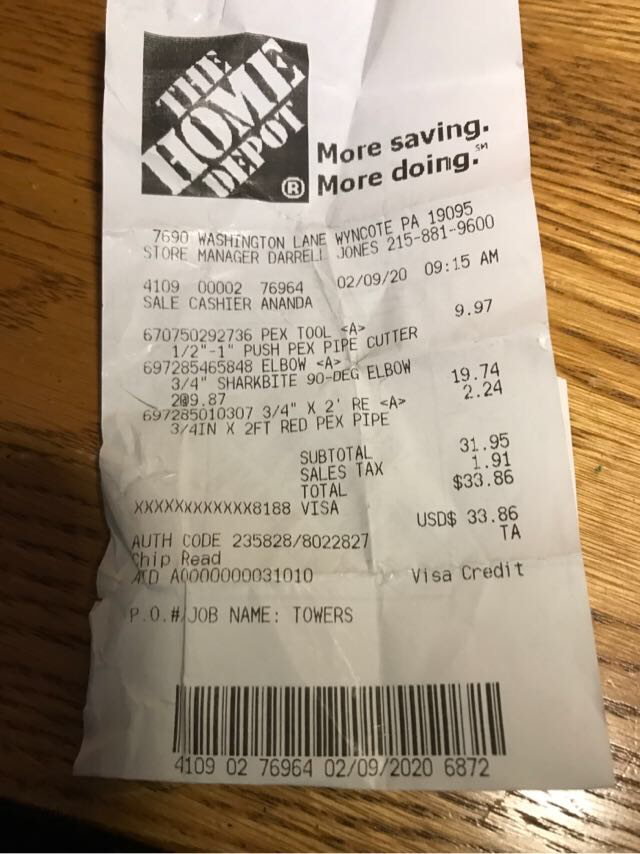 THE
HOME
DEPOT
®
More saving.
More doing.℠
7690 WASHINGTON LANE WYNCOTE PA 19095
STORE MANAGER DARRELL JONES 215-881-9600
4109 00002 76964 02/09/20 09:15 AM
SALE CASHIER ANANDA
670750292736 PEX TOOL <A> 9.97
1/2"-1" PUSH PEX PIPE CUTTER
697285465848 ELBOW <A>
3/4" SHARKBITE 90-DEG ELBOW
2@9.87 19.74
697285010307 3/4" X 2' RE <A> 2.24
3/4IN X 2FT RED PEX PIPE
SUBTOTAL 31.95
SALES TAX 1.91
TOTAL $33.86
XXXXXXXXXXXX8188 VISA
USD$ 33.86
AUTH CODE 235828/8022827 TA
Chip Read
AID A0000000031010 Visa Credit
P.O.#/JOB NAME: TOWERS
4109 02 76964 02/09/2020 6872